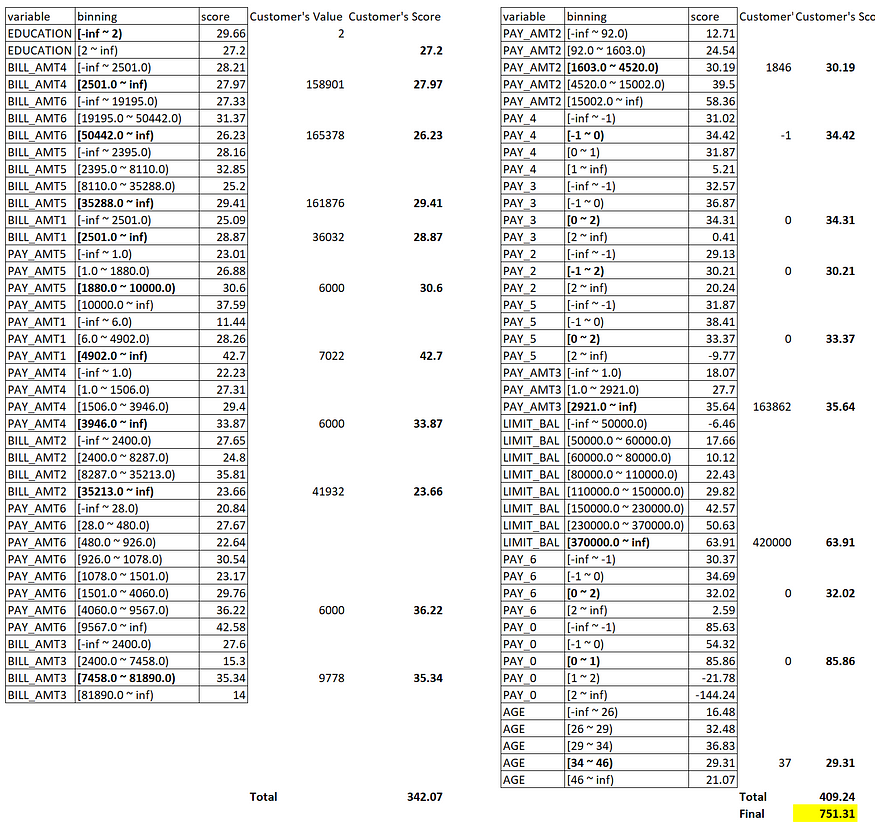 variable binning score Customer's Value Customer's Score
EDUCATION [-inf ~ 2) 29.66 2
EDUCATION [2 ~ inf) 27.2 27.2
BILL_AMT4 [-inf ~ 2501.0) 28.21
BILL_AMT4 [2501.0 ~ inf) 27.97 158901 27.97
BILL_AMT6 [-inf ~ 19195.0) 27.33
BILL_AMT6 [19195.0 ~ 50442.0) 31.37
BILL_AMT6 [50442.0 ~ inf) 26.23 165378 26.23
BILL_AMT5 [-inf ~ 2395.0) 28.16
BILL_AMT5 [2395.0 ~ 8110.0) 32.85
BILL_AMT5 [8110.0 ~ 35288.0) 25.2
BILL_AMT5 [35288.0 ~ inf) 29.41 161876 29.41
BILL_AMT1 [-inf ~ 2501.0) 25.09
BILL_AMT1 [2501.0 ~ inf) 28.87 36032 28.87
PAY_AMT5 [-inf ~ 1.0) 23.01
PAY_AMT5 [1.0 ~ 1880.0) 26.88
PAY_AMT5 [1880.0 ~ 10000.0) 30.6 6000 30.6
PAY_AMT5 [10000.0 ~ inf) 37.59
PAY_AMT1 [-inf ~ 6.0) 11.44
PAY_AMT1 [6.0 ~ 4902.0) 28.26
PAY_AMT1 [4902.0 ~ inf) 42.7 7022 42.7
PAY_AMT4 [-inf ~ 1.0) 22.23
PAY_AMT4 [1.0 ~ 1506.0) 27.31
PAY_AMT4 [1506.0 ~ 3946.0) 29.4
PAY_AMT4 [3946.0 ~ inf) 33.87 6000 33.87
BILL_AMT2 [-inf ~ 2400.0) 27.65
BILL_AMT2 [2400.0 ~ 8287.0) 24.8
BILL_AMT2 [8287.0 ~ 35213.0) 35.81
BILL_AMT2 [35213.0 ~ inf) 23.66 41932 23.66
PAY_AMT6 [-inf ~ 28.0) 20.84
PAY_AMT6 [28.0 ~ 480.0) 27.67
PAY_AMT6 [480.0 ~ 926.0) 22.64
PAY_AMT6 [926.0 ~ 1078.0) 30.54
PAY_AMT6 [1078.0 ~ 1501.0) 23.17
PAY_AMT6 [1501.0 ~ 4060.0) 29.76
PAY_AMT6 [4060.0 ~ 9567.0) 36.22 6000 36.22
PAY_AMT6 [9567.0 ~ inf) 42.58
BILL_AMT3 [-inf ~ 2400.0) 27.6
BILL_AMT3 [2400.0 ~ 7458.0) 15.3
BILL_AMT3 [7458.0 ~ 81890.0) 35.34 9778 35.34
BILL_AMT3 [81890.0 ~ inf) 14
Total 342.07
variable binning score Customer' Customer's Sco
PAY_AMT2 [-inf ~ 92.0) 12.71
PAY_AMT2 [92.0 ~ 1603.0) 24.54
PAY_AMT2 [1603.0 ~ 4520.0) 30.19 1846 30.19
PAY_AMT2 [4520.0 ~ 15002.0) 39.5
PAY_AMT2 [15002.0 ~ inf) 58.36
PAY_4 [-inf ~ -1) 31.02
PAY_4 [-1 ~ 0) 34.42 -1 34.42
PAY_4 [0 ~ 1) 31.87
PAY_4 [1 ~ inf) 5.21
PAY_3 [-inf ~ -1) 32.57
PAY_3 [-1 ~ 0) 36.87
PAY_3 [0 ~ 2) 34.31 0 34.31
PAY_3 [2 ~ inf) 0.41
PAY_2 [-inf ~ -1) 29.13
PAY_2 [-1 ~ 2) 30.21 0 30.21
PAY_2 [2 ~ inf) 20.24
PAY_5 [-inf ~ -1) 31.87
PAY_5 [-1 ~ 0) 38.41
PAY_5 [0 ~ 2) 33.37 0 33.37
PAY_5 [2 ~ inf) -9.77
PAY_AMT3 [-inf ~ 1.0) 18.07
PAY_AMT3 [1.0 ~ 2921.0) 27.7
PAY_AMT3 [2921.0 ~ inf) 35.64 163862 35.64
LIMIT_BAL [-inf ~ 50000.0) -6.46
LIMIT_BAL [50000.0 ~ 60000.0) 17.66
LIMIT_BAL [60000.0 ~ 80000.0) 10.12
LIMIT_BAL [80000.0 ~ 110000.0) 22.43
LIMIT_BAL [110000.0 ~ 150000.0) 29.82
LIMIT_BAL [150000.0 ~ 230000.0) 42.57
LIMIT_BAL [230000.0 ~ 370000.0) 50.63
LIMIT_BAL [370000.0 ~ inf) 63.91 420000 63.91
PAY_6 [-inf ~ -1) 30.37
PAY_6 [-1 ~ 0) 34.69
PAY_6 [0 ~ 2) 32.02 0 32.02
PAY_6 [2 ~ inf) 2.59
PAY_0 [-inf ~ -1) 85.63
PAY_0 [-1 ~ 0) 54.32
PAY_0 [0 ~ 1) 85.86 0 85.86
PAY_0 [1 ~ 2) -21.78
PAY_0 [2 ~ inf) -144.24
AGE [-inf ~ 26) 16.48
AGE [26 ~ 29) 32.48
AGE [29 ~ 34) 36.83
AGE [34 ~ 46) 29.31 37 29.31
AGE [46 ~ inf) 21.07
Total 409.24
Final 751.31